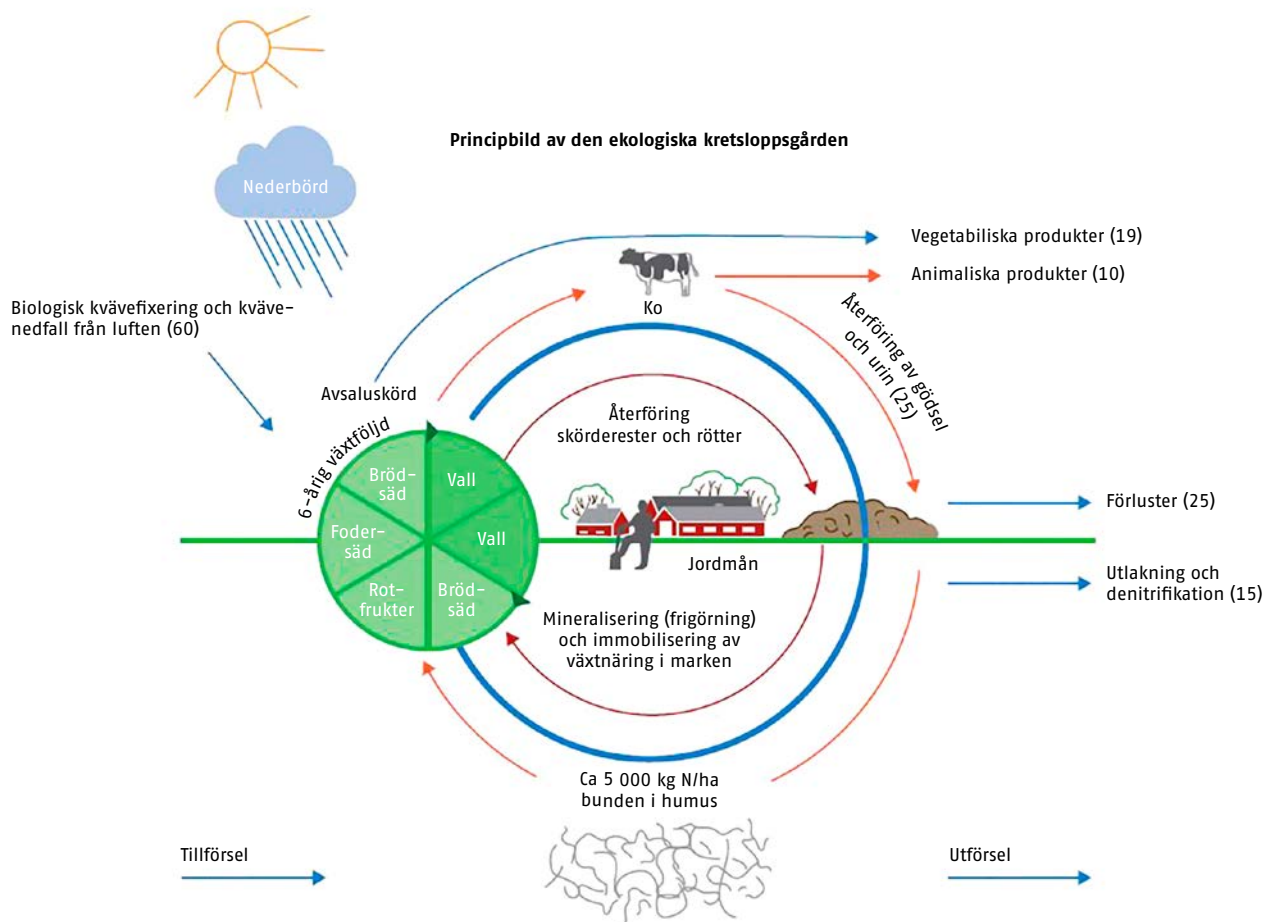 Principbild av den ekologiska kretsloppsgården
Nederbörd
Vegetabiliska produkter (19)
Animaliska produkter (10)
Ko
Biologisk kvävefixering och kväve-
nedfall från luften (60)
Återföring av gödsel
och urin (25)
Avsaluskörd
6-årig växtföljd
Återföring
skörderester och rötter
Bröd-
säd
Vall
Foder-
säd
Vall
Rot-
frukter
Bröd-
säd
Förluster (25)
Jordmån
Utlakning och
denitrifikation (15)
Mineralisering (frigörning)
och immobilisering av
växtnäring i marken
Ca 5 000 kg N/ha
bunden i humus
Tillförsel
Utförsel